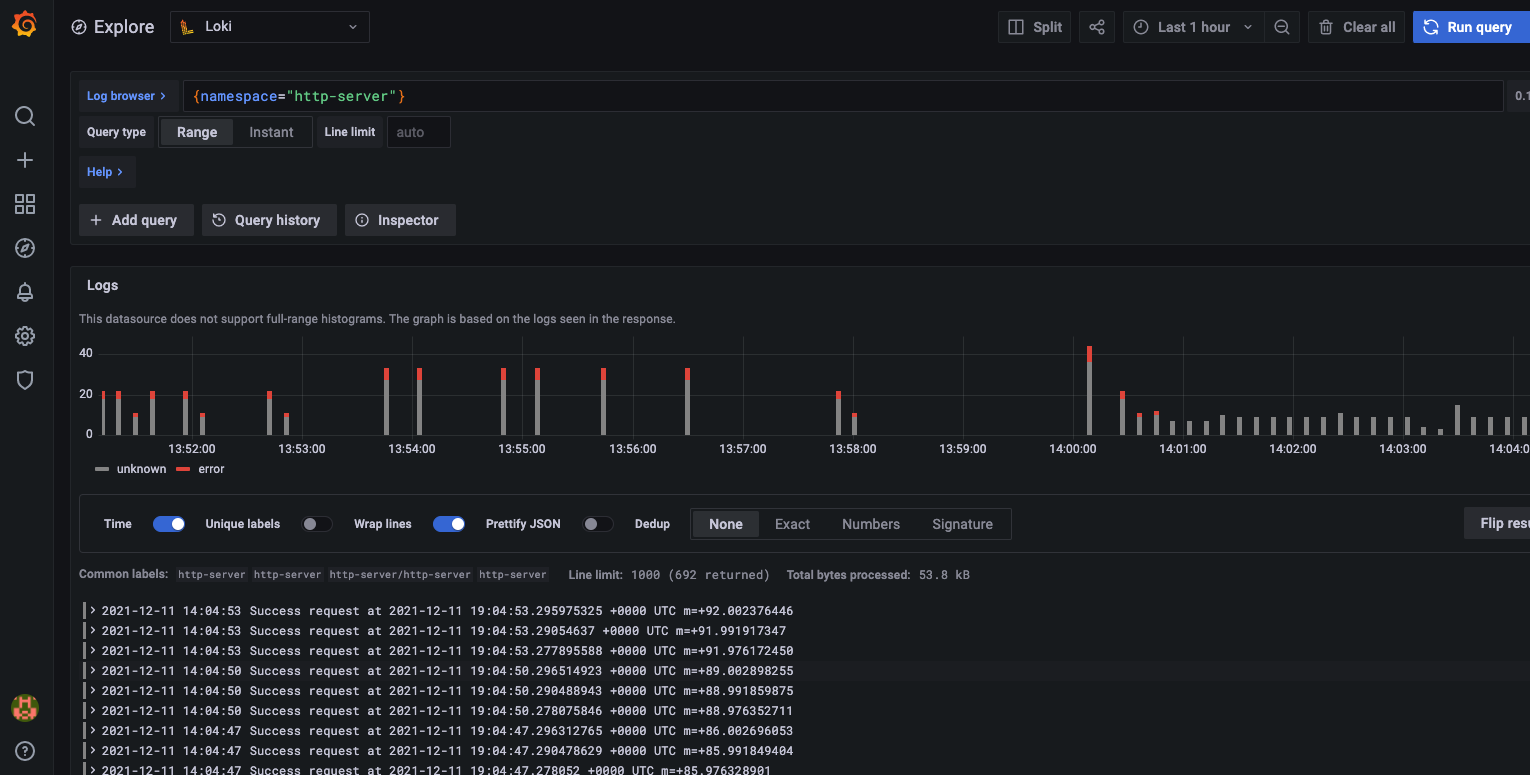 Explore Loki Split Last 1 hour Clear all Run query
Log browser > {namespace="http-server"} 0.1
Query type Range Instant Line limit auto
Help >
+ Add query Query history Inspector
Logs
This datasource does not support full-range histograms. The graph is based on the logs seen in the response.
40
20
0
13:52:00 13:53:00 13:54:00 13:55:00 13:56:00 13:57:00 13:58:00 13:59:00 14:00:00 14:01:00 14:02:00 14:03:00 14:04:0
unknown error
Time Unique labels Wrap lines Prettify JSON Dedup None Exact Numbers Signature Flip resu
Common labels: http-server http-server http-server/http-server http-server Line limit: 1000 (692 returned) Total bytes processed: 53.8 kB
> 2021-12-11 14:04:53 Success request at 2021-12-11 19:04:53.295975325 +0000 UTC m=+92.002376446
> 2021-12-11 14:04:53 Success request at 2021-12-11 19:04:53.29054637 +0000 UTC m=+91.991917347
> 2021-12-11 14:04:53 Success request at 2021-12-11 19:04:53.277895588 +0000 UTC m=+91.976172450
> 2021-12-11 14:04:50 Success request at 2021-12-11 19:04:50.296514923 +0000 UTC m=+89.002898255
> 2021-12-11 14:04:50 Success request at 2021-12-11 19:04:50.290488943 +0000 UTC m=+88.991859875
> 2021-12-11 14:04:50 Success request at 2021-12-11 19:04:50.278075846 +0000 UTC m=+88.976352711
> 2021-12-11 14:04:47 Success request at 2021-12-11 19:04:47.296312765 +0000 UTC m=+86.002696053
> 2021-12-11 14:04:47 Success request at 2021-12-11 19:04:47.290478629 +0000 UTC m=+85.991849404
> 2021-12-11 14:04:47 Success request at 2021-12-11 19:04:47.278052 +0000 UTC m=+85.976328901